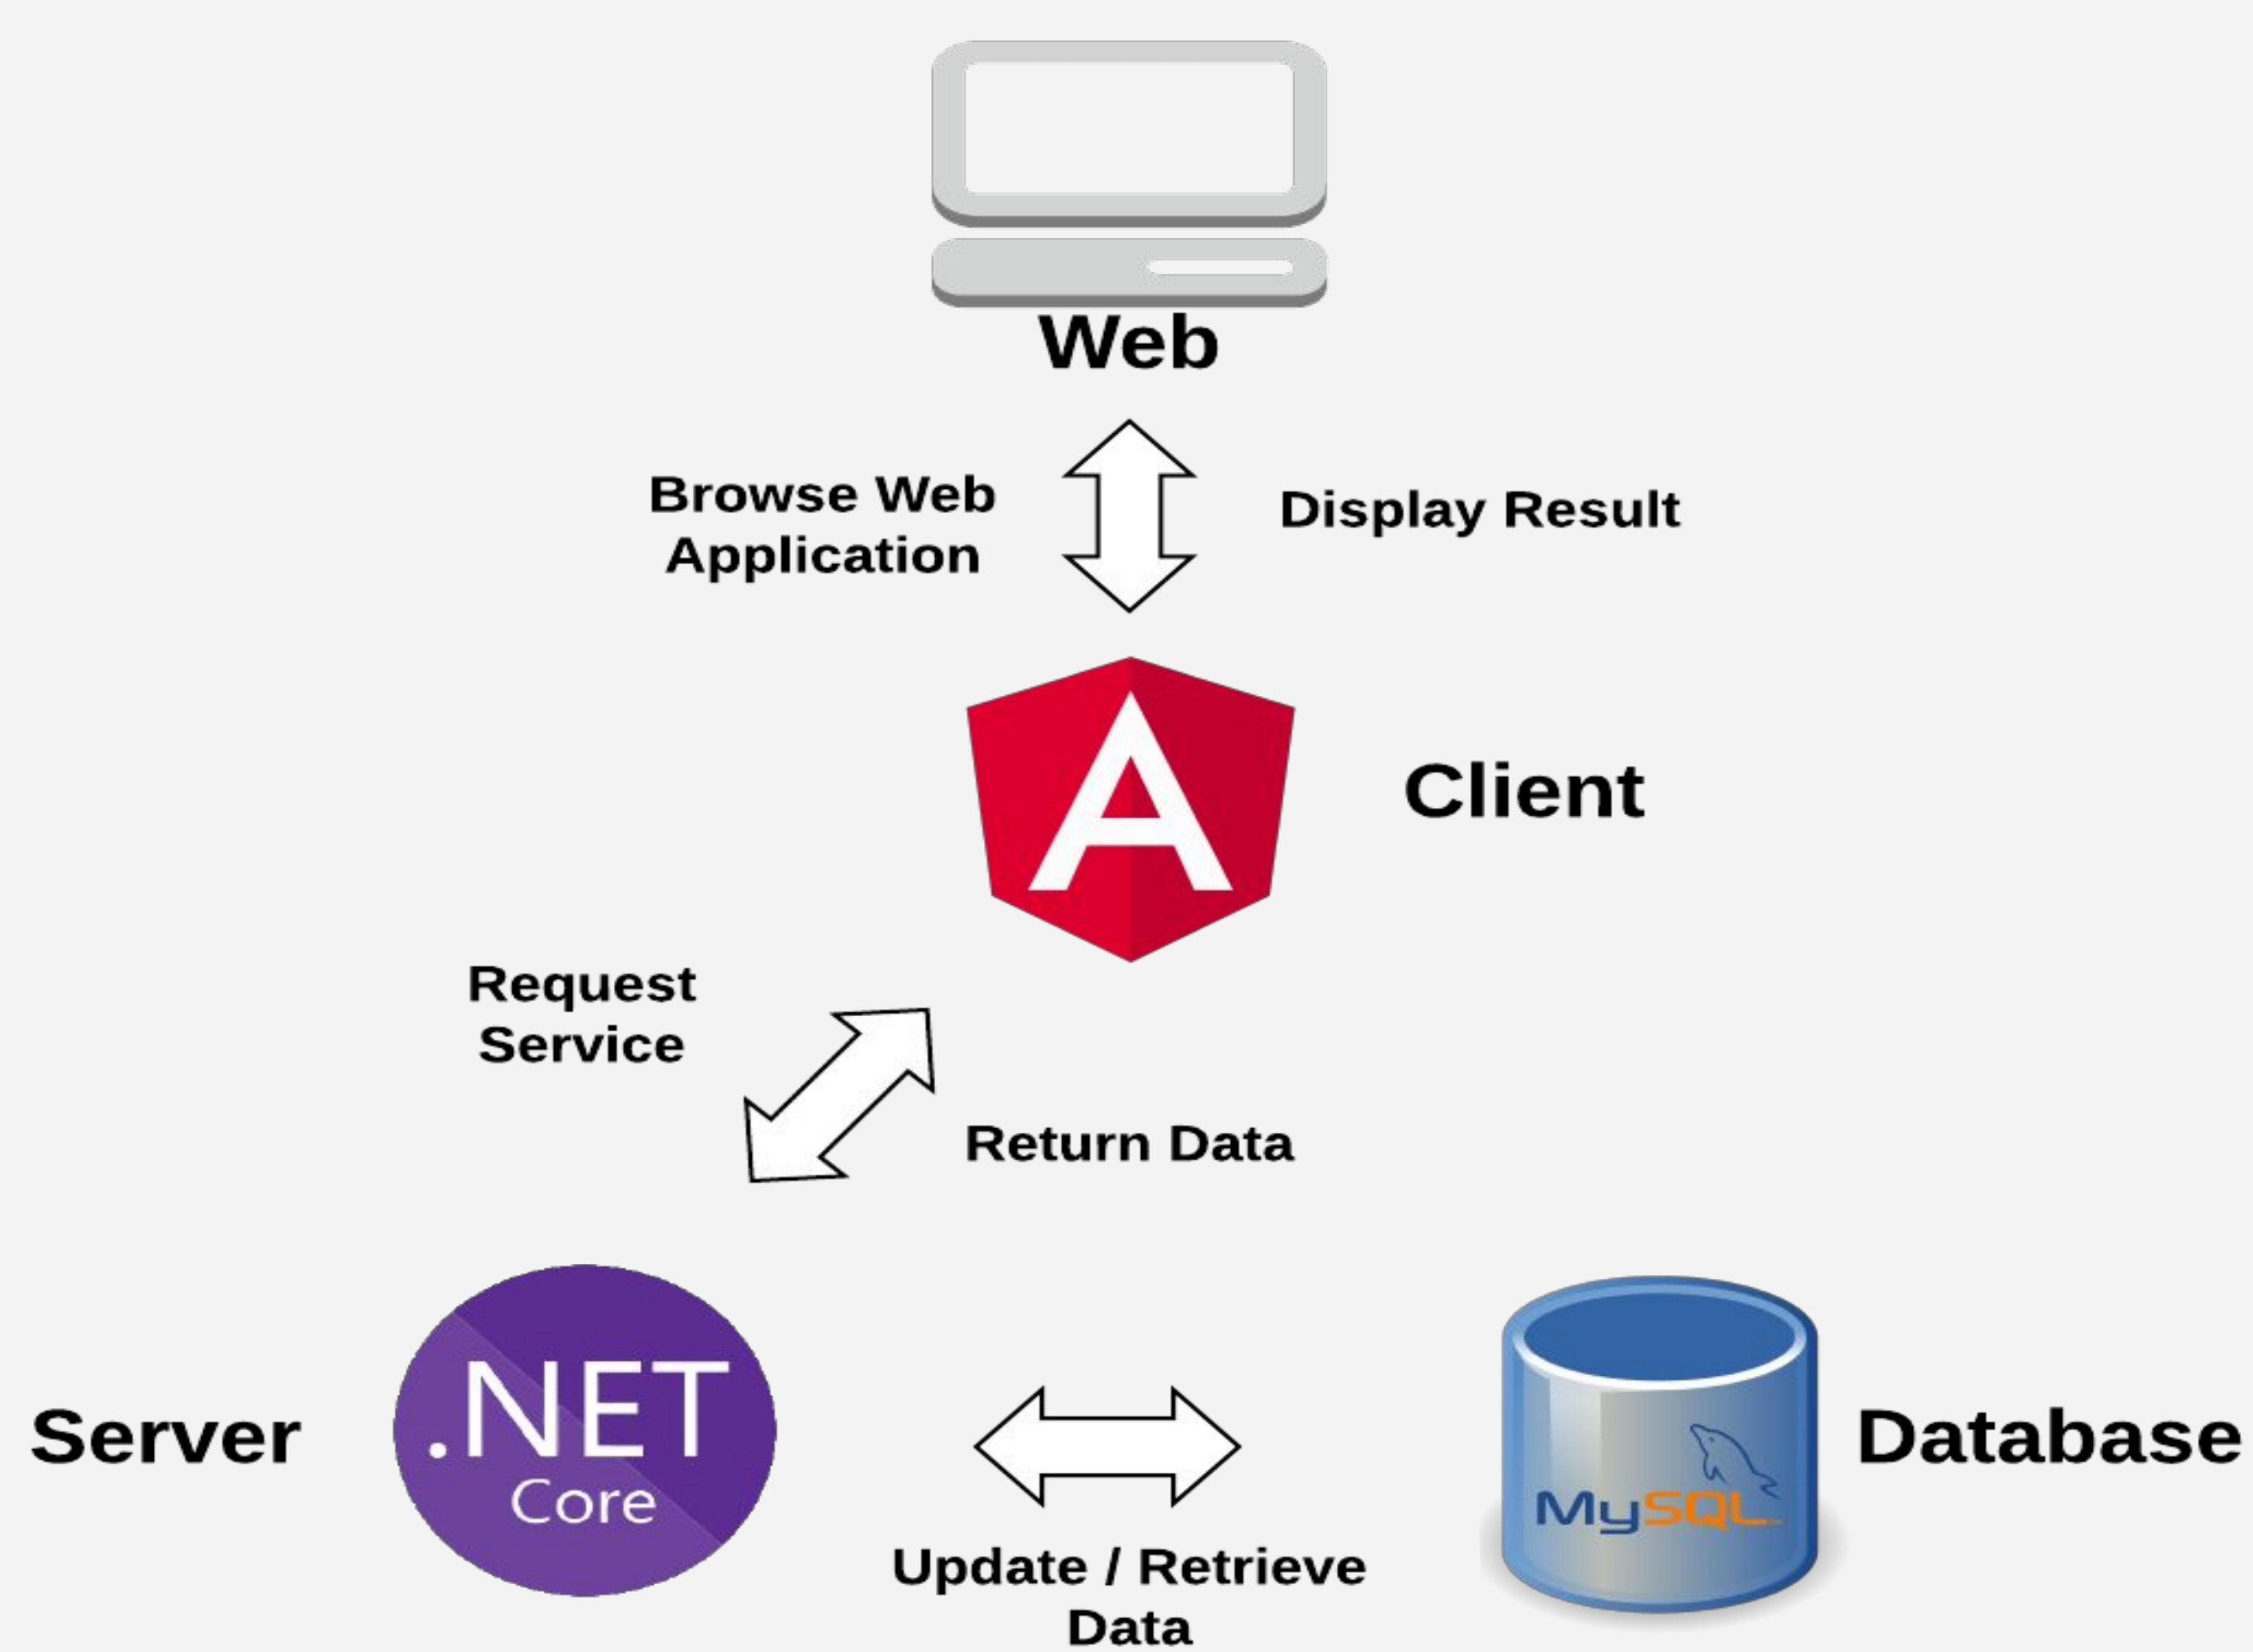 Web
Browse Web
Application
Display Result
A
Client
Request
Service
Return Data
Server
.NET
Core
MySQL
Database
Update / Retrieve
Data